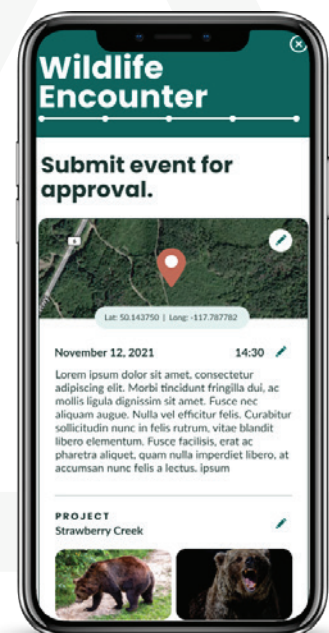 Wildlife
Encounter
Submit event for
approval.
6
Lat: 50.143750 | Long: -117.787782
November 12, 2021 14:30
Lorem ipsum dolor sit amet, consectetur
adipiscing elit. Morbi tincidunt fringilla dui, ac
mollis ligula dignissim sit amet. Fusce nec
aliquam augue. Nulla vel efficitur felis. Curabitur
sollicitudin nunc in felis rutrum, vitae blandit
libero elementum. Fusce facilisis, erat ac
pharetra aliquet, quam nulla imperdiet libero, at
accumsan nunc felis a lectus. ipsum
PROJECT
Strawberry Creek